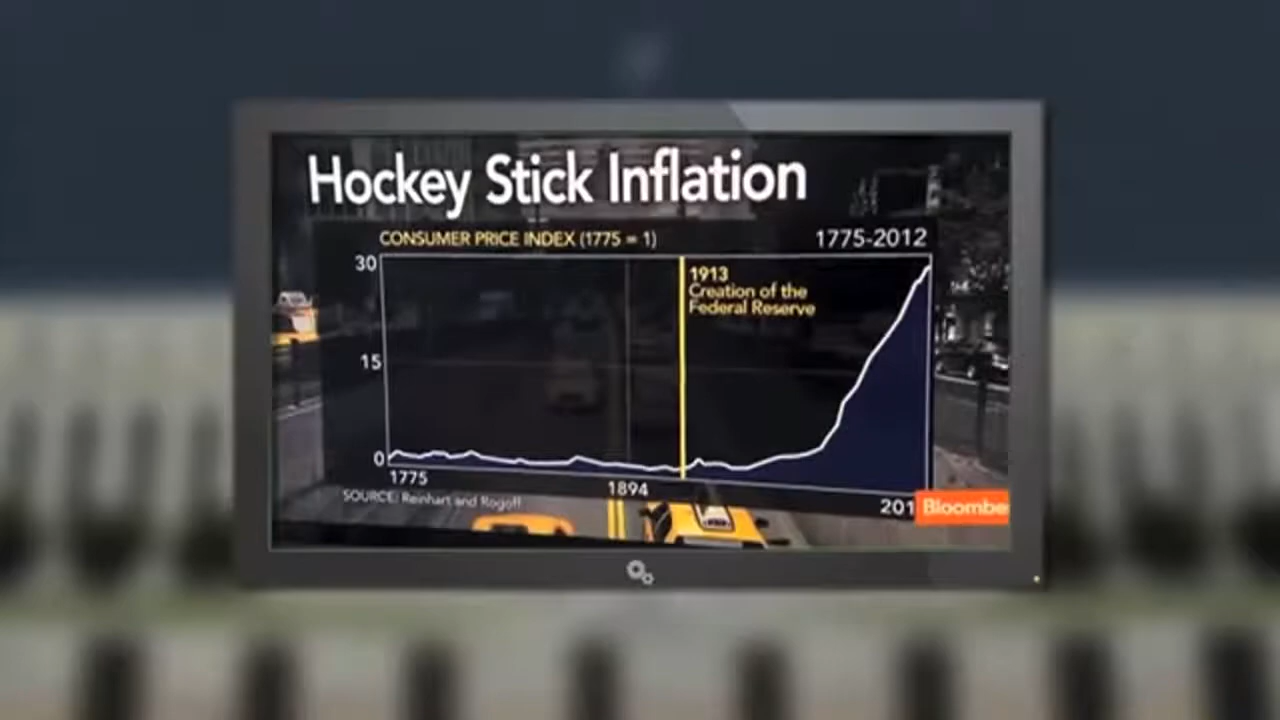 Hockey Stick Inflation
CONSUMER PRICE INDEX (1775 = 1)
1775-2012
30
1913
Creation of the
Federal Reserve
15
0
1775
1894
201
SOURCE: Reinhart and Rogoff
Bloombe